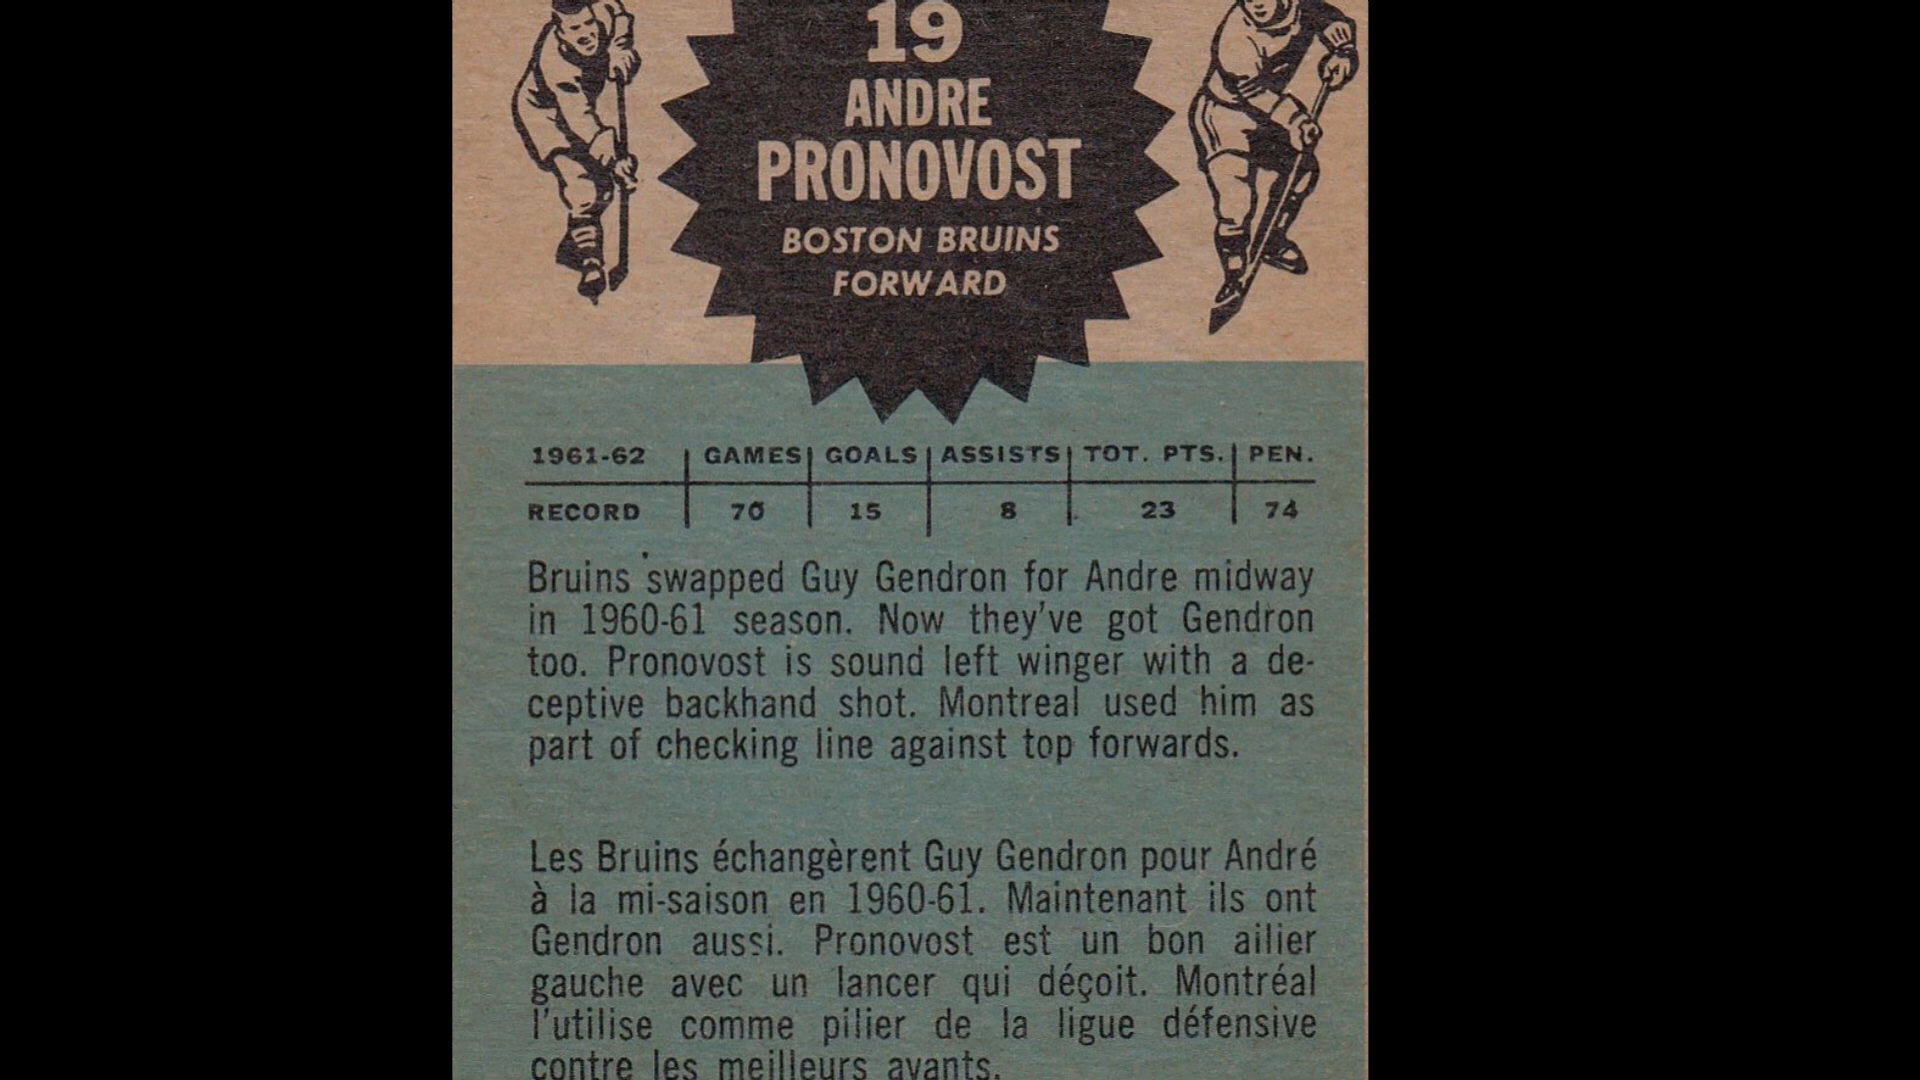 19
ANDRE
PRONOVOST
BOSTON BRUINS
FORWARD
1961-62 GAMES GOALS ASSISTS TOT. PTS. PEN.
RECORD 70 15 8 23 74
Bruins swapped Guy Gendron for Andre midway
in 1960-61 season. Now they've got Gendron
too. Pronovost is sound left winger with a de-
ceptive backhand shot. Montreal used him as
part of checking line against top forwards.
Les Bruins échangèrent Guy Gendron pour André
à la mi-saison en 1960-61. Maintenant ils ont
Gendron aussi. Pronovost est un bon ailier
gauche avec un lancer qui déçoit. Montréal
l'utilise comme pilier de la ligue défensive
contre les meilleurs avants.